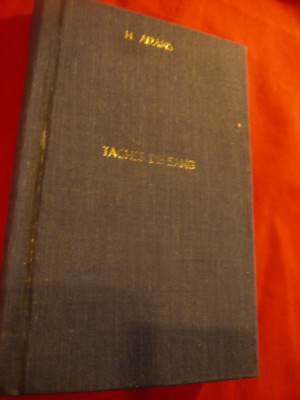 H ADAMS
TACHES DE SANG